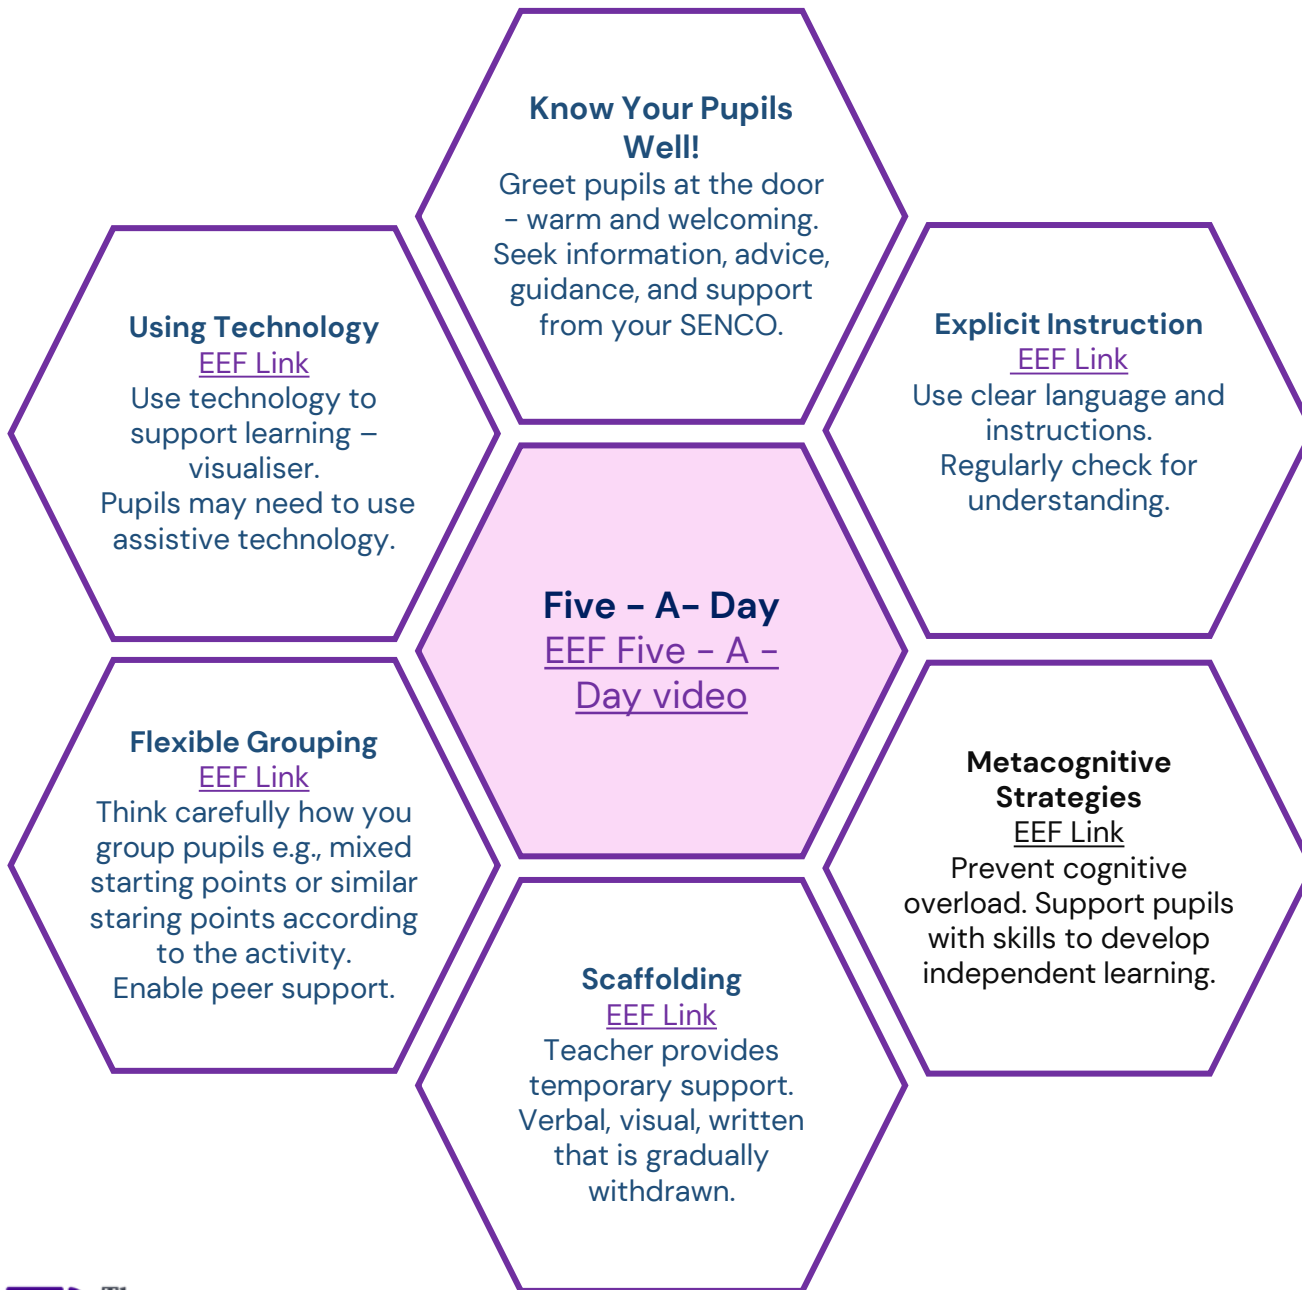 Know Your Pupils
Well!
Greet pupils at the door
– warm and welcoming.
Seek information, advice,
guidance, and support
from your SENCO.
Using Technology
EEF Link
Use technology to
support learning –
visualiser.
Pupils may need to use
assistive technology.
Explicit Instruction
EEF Link
Use clear language and
instructions.
Regularly check for
understanding.
Five – A– Day
EEF Five – A –
Day video
Flexible Grouping
EEF Link
Think carefully how you
group pupils e.g., mixed
starting points or similar
staring points according
to the activity.
Enable peer support.
Metacognitive
Strategies
EEF Link
Prevent cognitive
overload. Support pupils
with skills to develop
independent learning.
Scaffolding
EEF Link
Teacher provides
temporary support.
Verbal, visual, written
that is gradually
withdrawn.